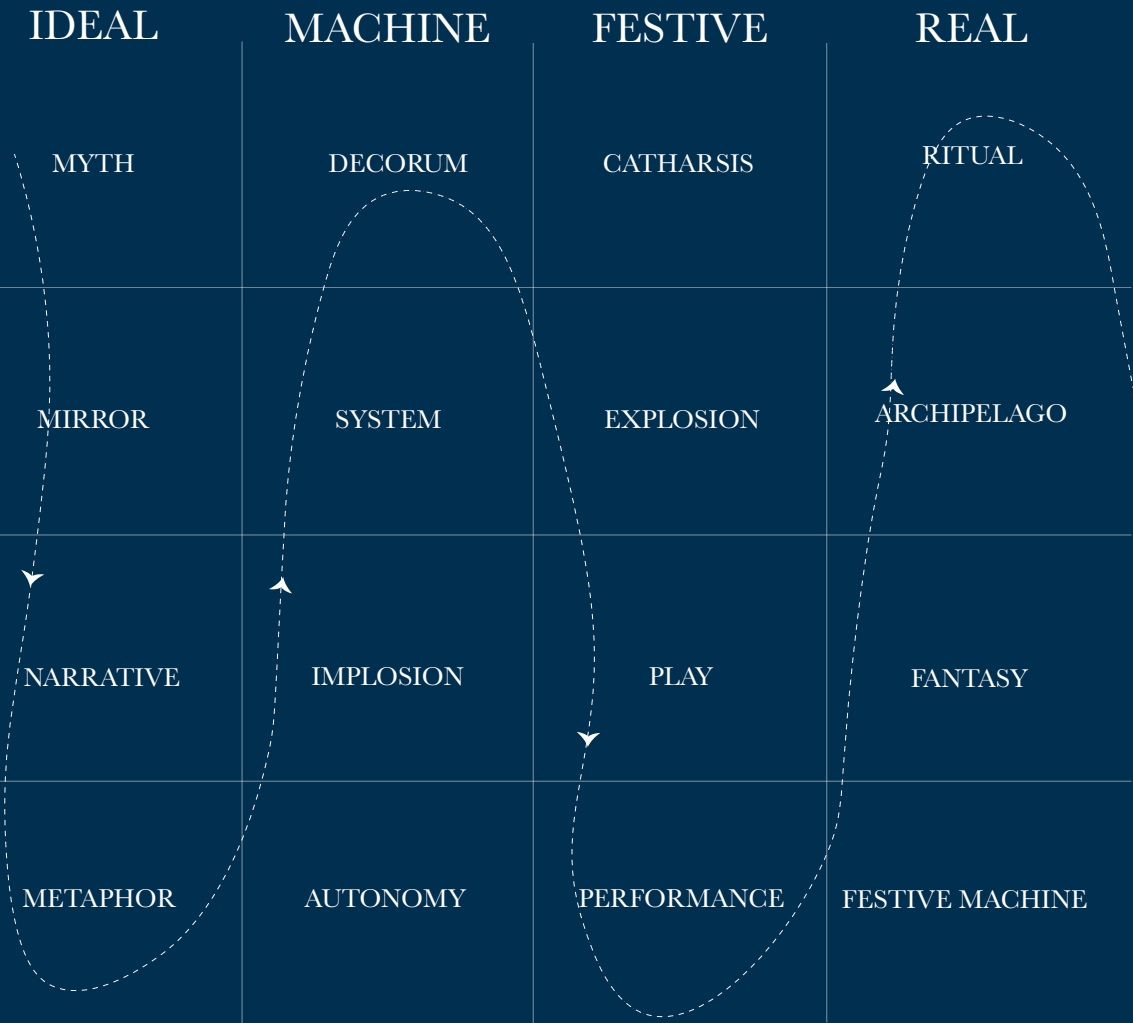 IDEAL MACHINE FESTIVE REAL
MYTH DECORUM CATHARSIS RITUAL
MIRROR SYSTEM EXPLOSION ARCHIPELAGO
NARRATIVE IMPLOSION PLAY FANTASY
METAPHOR AUTONOMY PERFORMANCE FESTIVE MACHINE